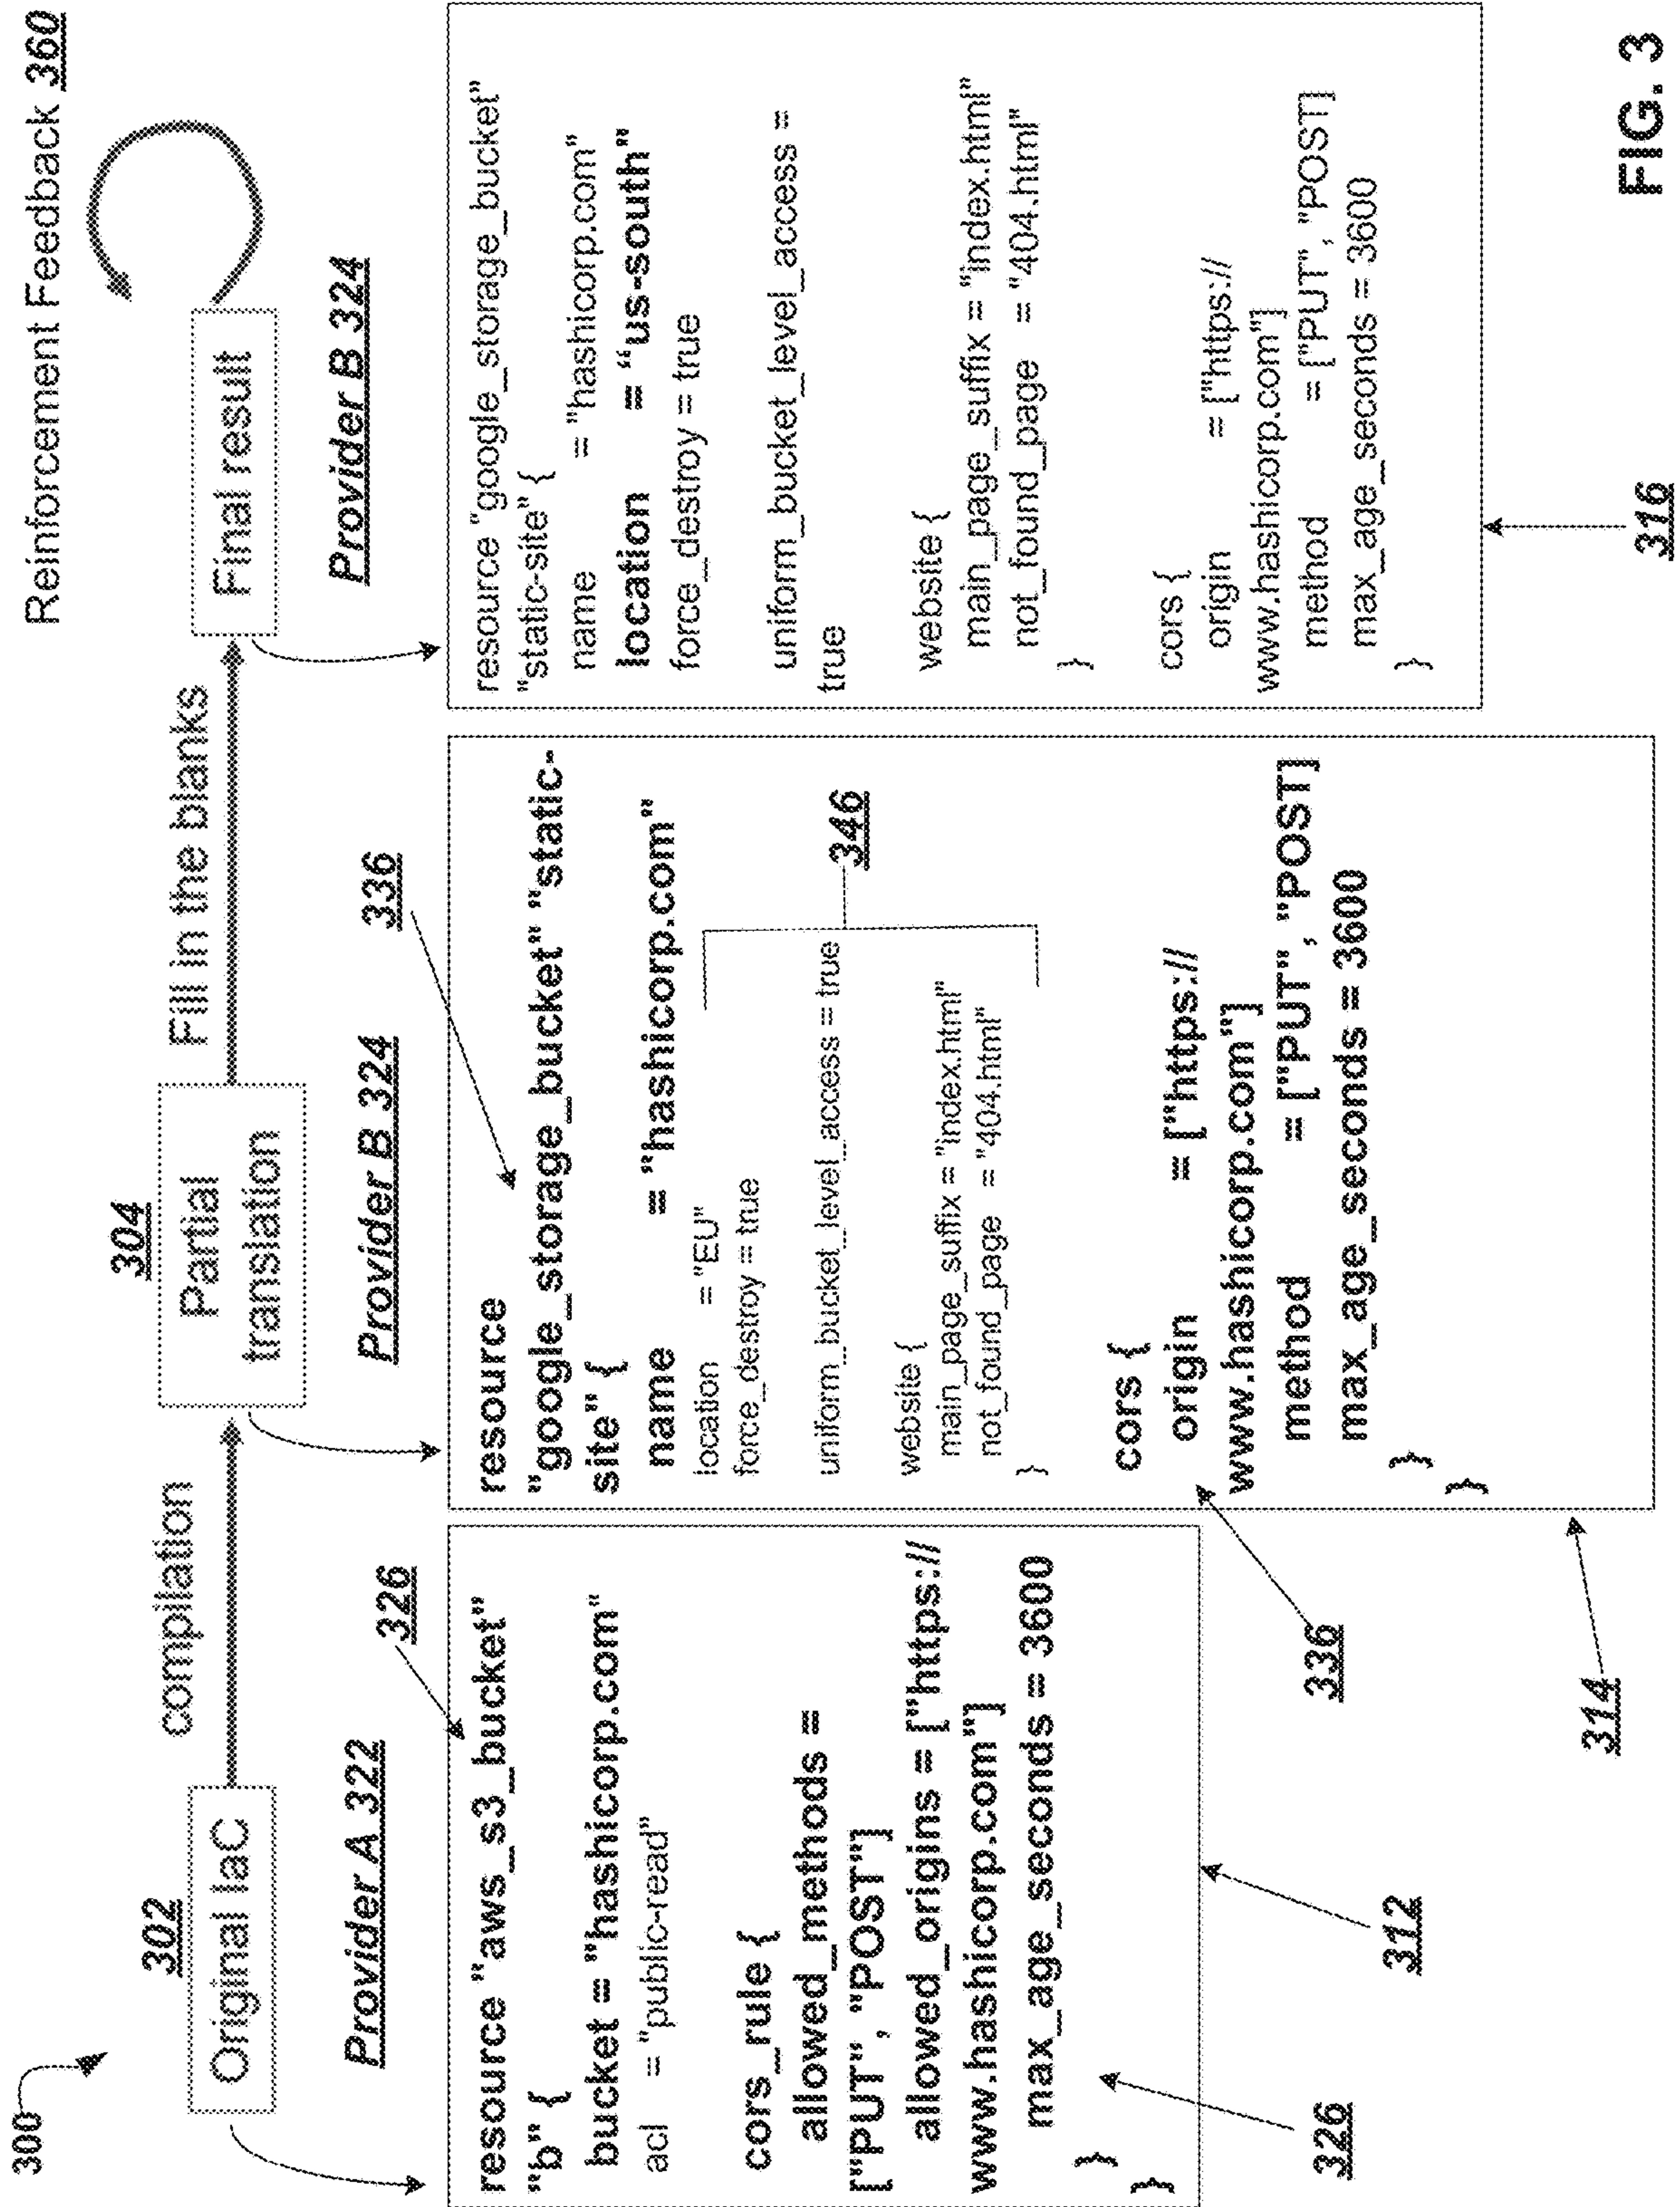 300
Reinforcement Feedback 360
302
Original IaC
compilation
304
Partial
translation
Fill in the blanks
Final result
Provider A 322
326
Provider B 324
336
Provider B 324
resource "aws_s3_bucket"
"b" {
bucket = "hashicorp.com"
acl = "public-read"
cors_rule {
allowed_methods =
["PUT", "POST"]
allowed_origins = ["https://
www.hashicorp.com"]
max_age_seconds = 3600
}
}
326
312
resource
"google_storage_bucket" "static-
site" {
name = "hashicorp.com"
location = "EU"
force_destroy = true
uniform_bucket_level_access = true
website {
main_page_suffix = "index.html"
not_found_page = "404.html"
}
346
cors {
origin = ["https://
www.hashicorp.com"]
method = ["PUT", "POST]
max_age_seconds = 3600
}
}
336
314
resource "google_storage_bucket"
"static-site" {
name = "hashicorp.com"
location = "us-south"
force_destroy = true
uniform_bucket_level_access =
true
website {
main_page_suffix = "index.html"
not_found_page = "404.html"
}
cors {
origin = ["https://
www.hashicorp.com"]
method = ["PUT", "POST]
max_age_seconds = 3600
}
316
FIG. 3